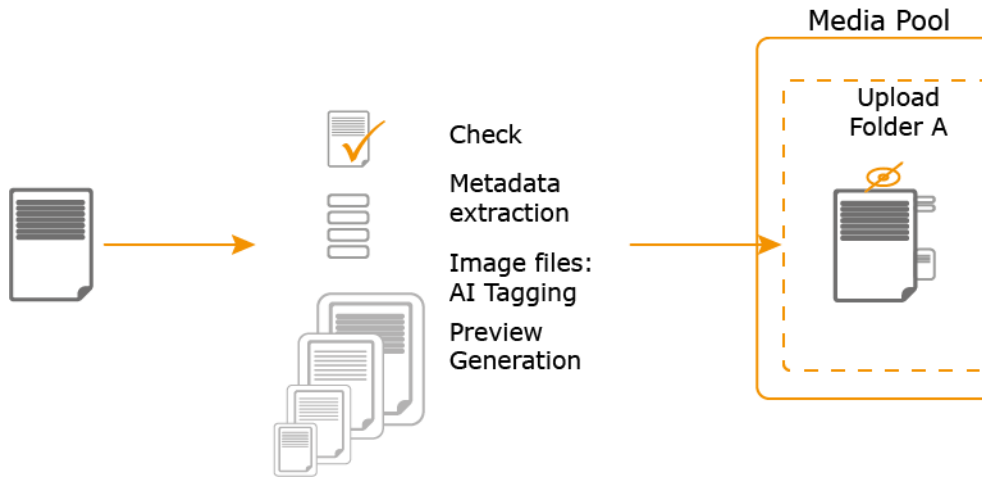 Media Pool
Upload
Folder A
Check
Metadata
extraction
Image files:
AI Tagging
Preview
Generation